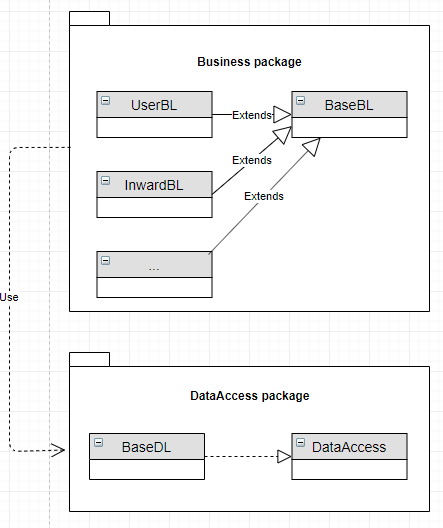 Business package
UserBL
Extends
BaseBL
Extends
InwardBL
Extends
...
Use
DataAccess package
BaseDL
DataAccess